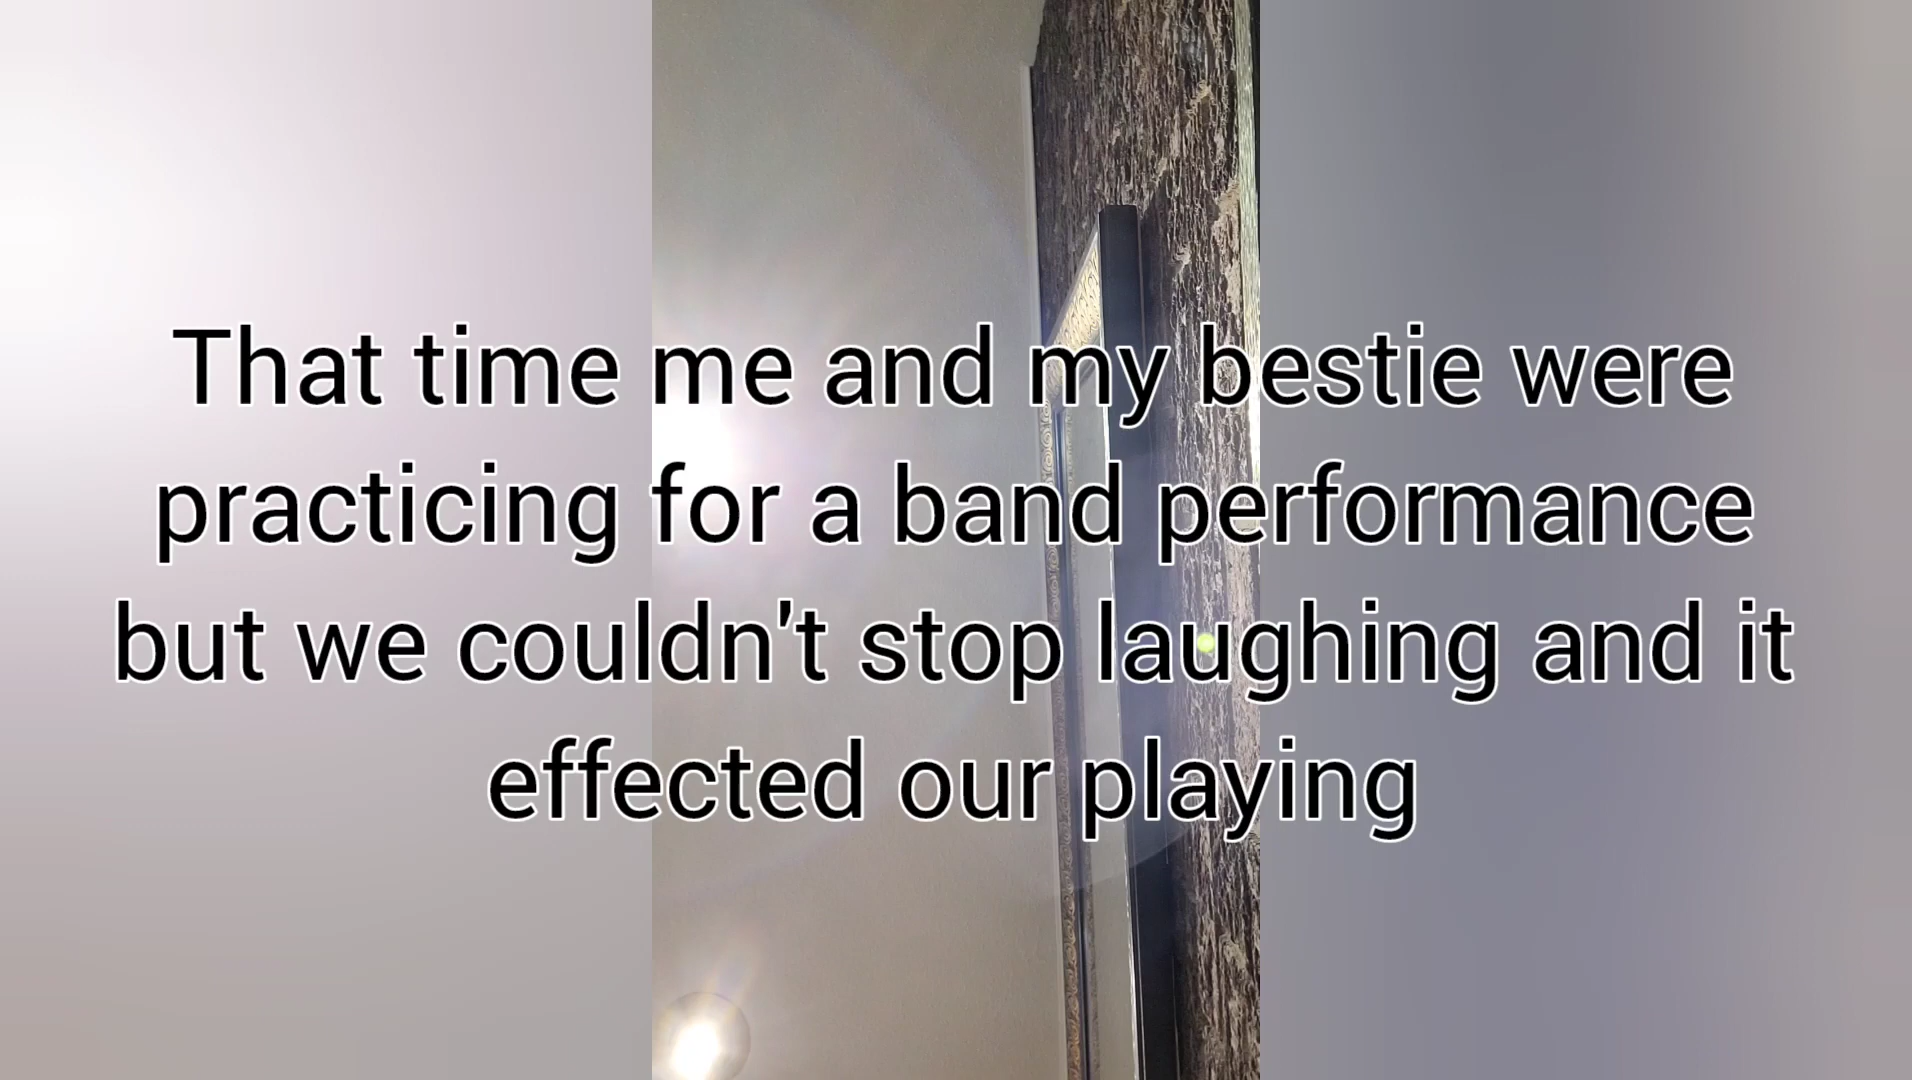 That time me and my bestie were
practicing for a band performance
but we couldn't stop laughing and it
effected our playing